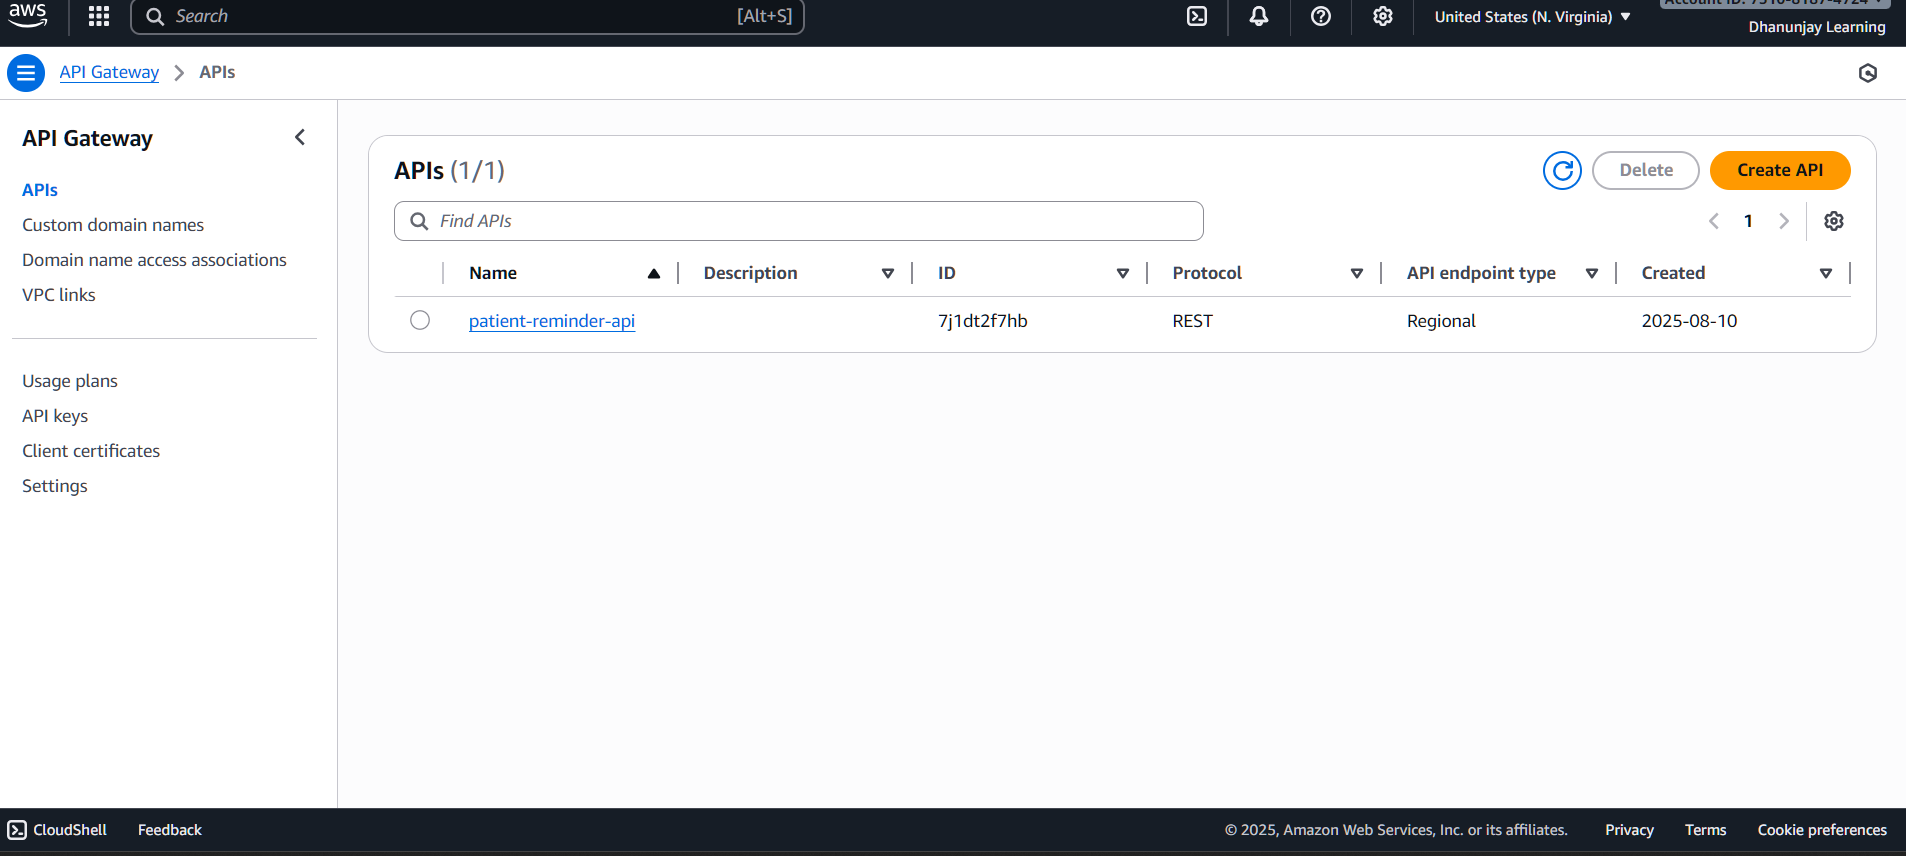 aws
Search [Alt+S]
United States (N. Virginia)
Dhanunjay Learning
API Gateway
APIs
API Gateway
APIs
Custom domain names
Domain name access associations
VPC links
Usage plans
API keys
Client certificates
Settings
APIs (1/1)
Delete
Create API
Find APIs
1
Name Description ID Protocol API endpoint type Created
patient-reminder-api 7j1dt2f7hb REST Regional 2025-08-10
CloudShell Feedback © 2025, Amazon Web Services, Inc. or its affiliates. Privacy Terms Cookie preferences